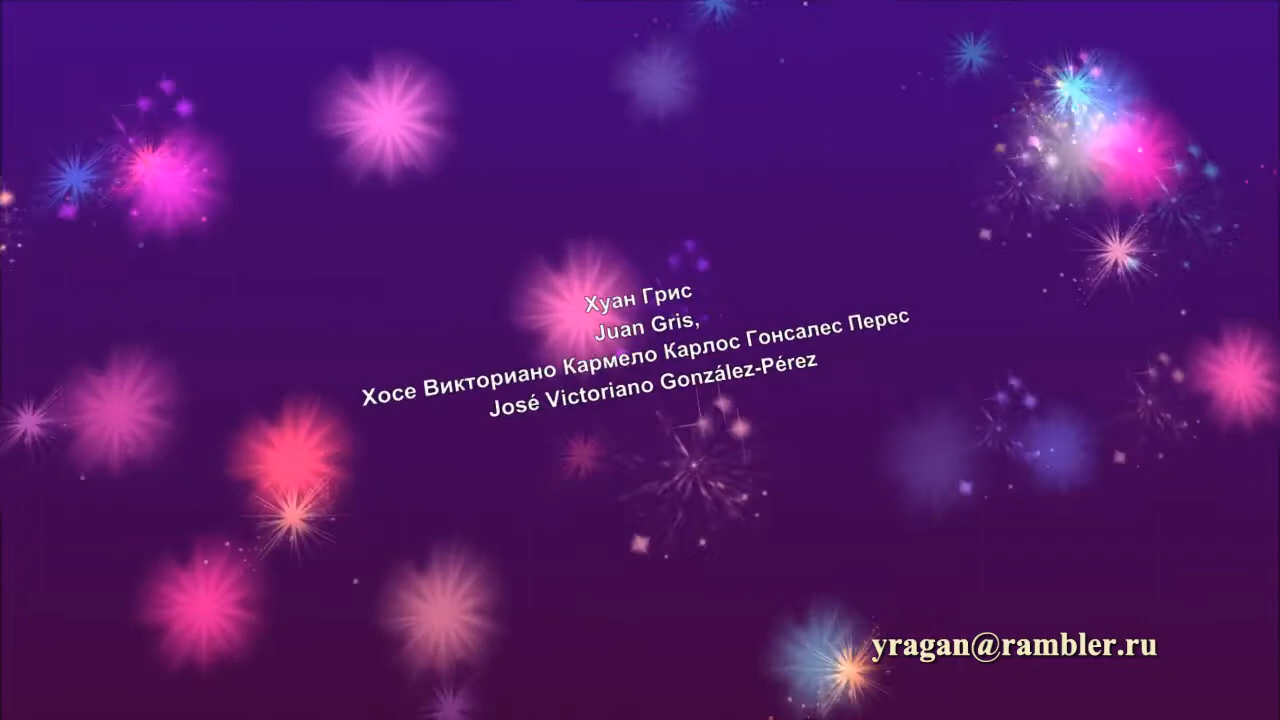 Хуан Грис
Juan Gris,
Хосе Викториано Кармело Карлос Гонсалес Перес
José Victoriano González-Pérez
yragan@rambler.ru